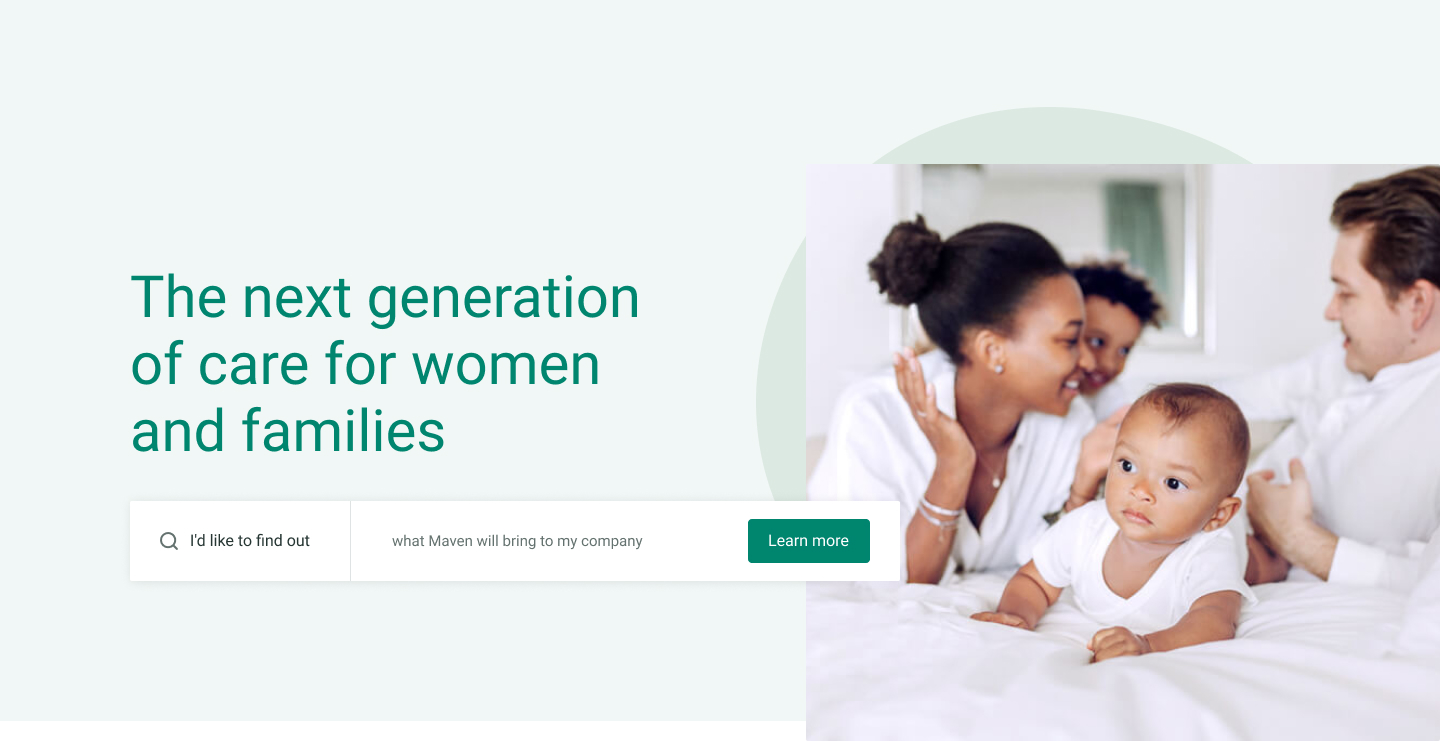 The next generation
of care for women
and families
I'd like to find out
what Maven will bring to my company
Learn more